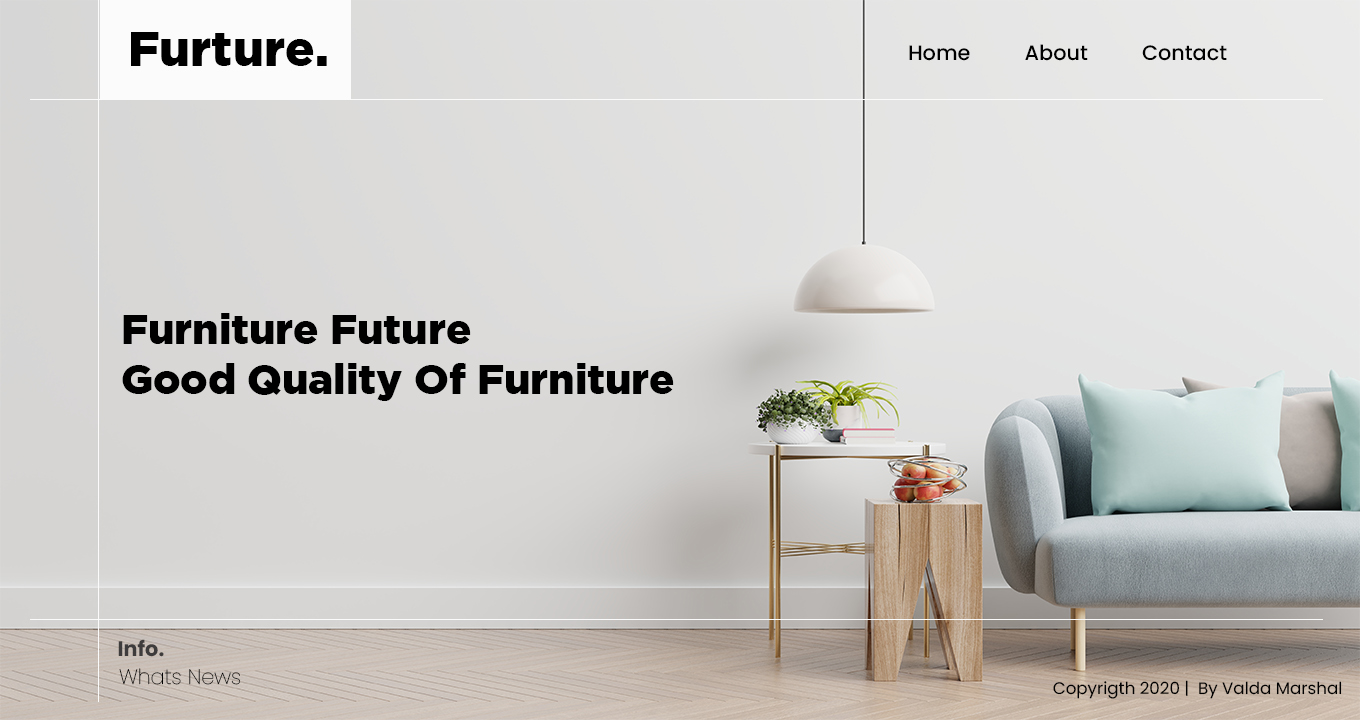 Furture.
Home About Contact
Furniture Future
Good Quality Of Furniture
Info.
Whats News
Copyrigth 2020 | By Valda Marshal